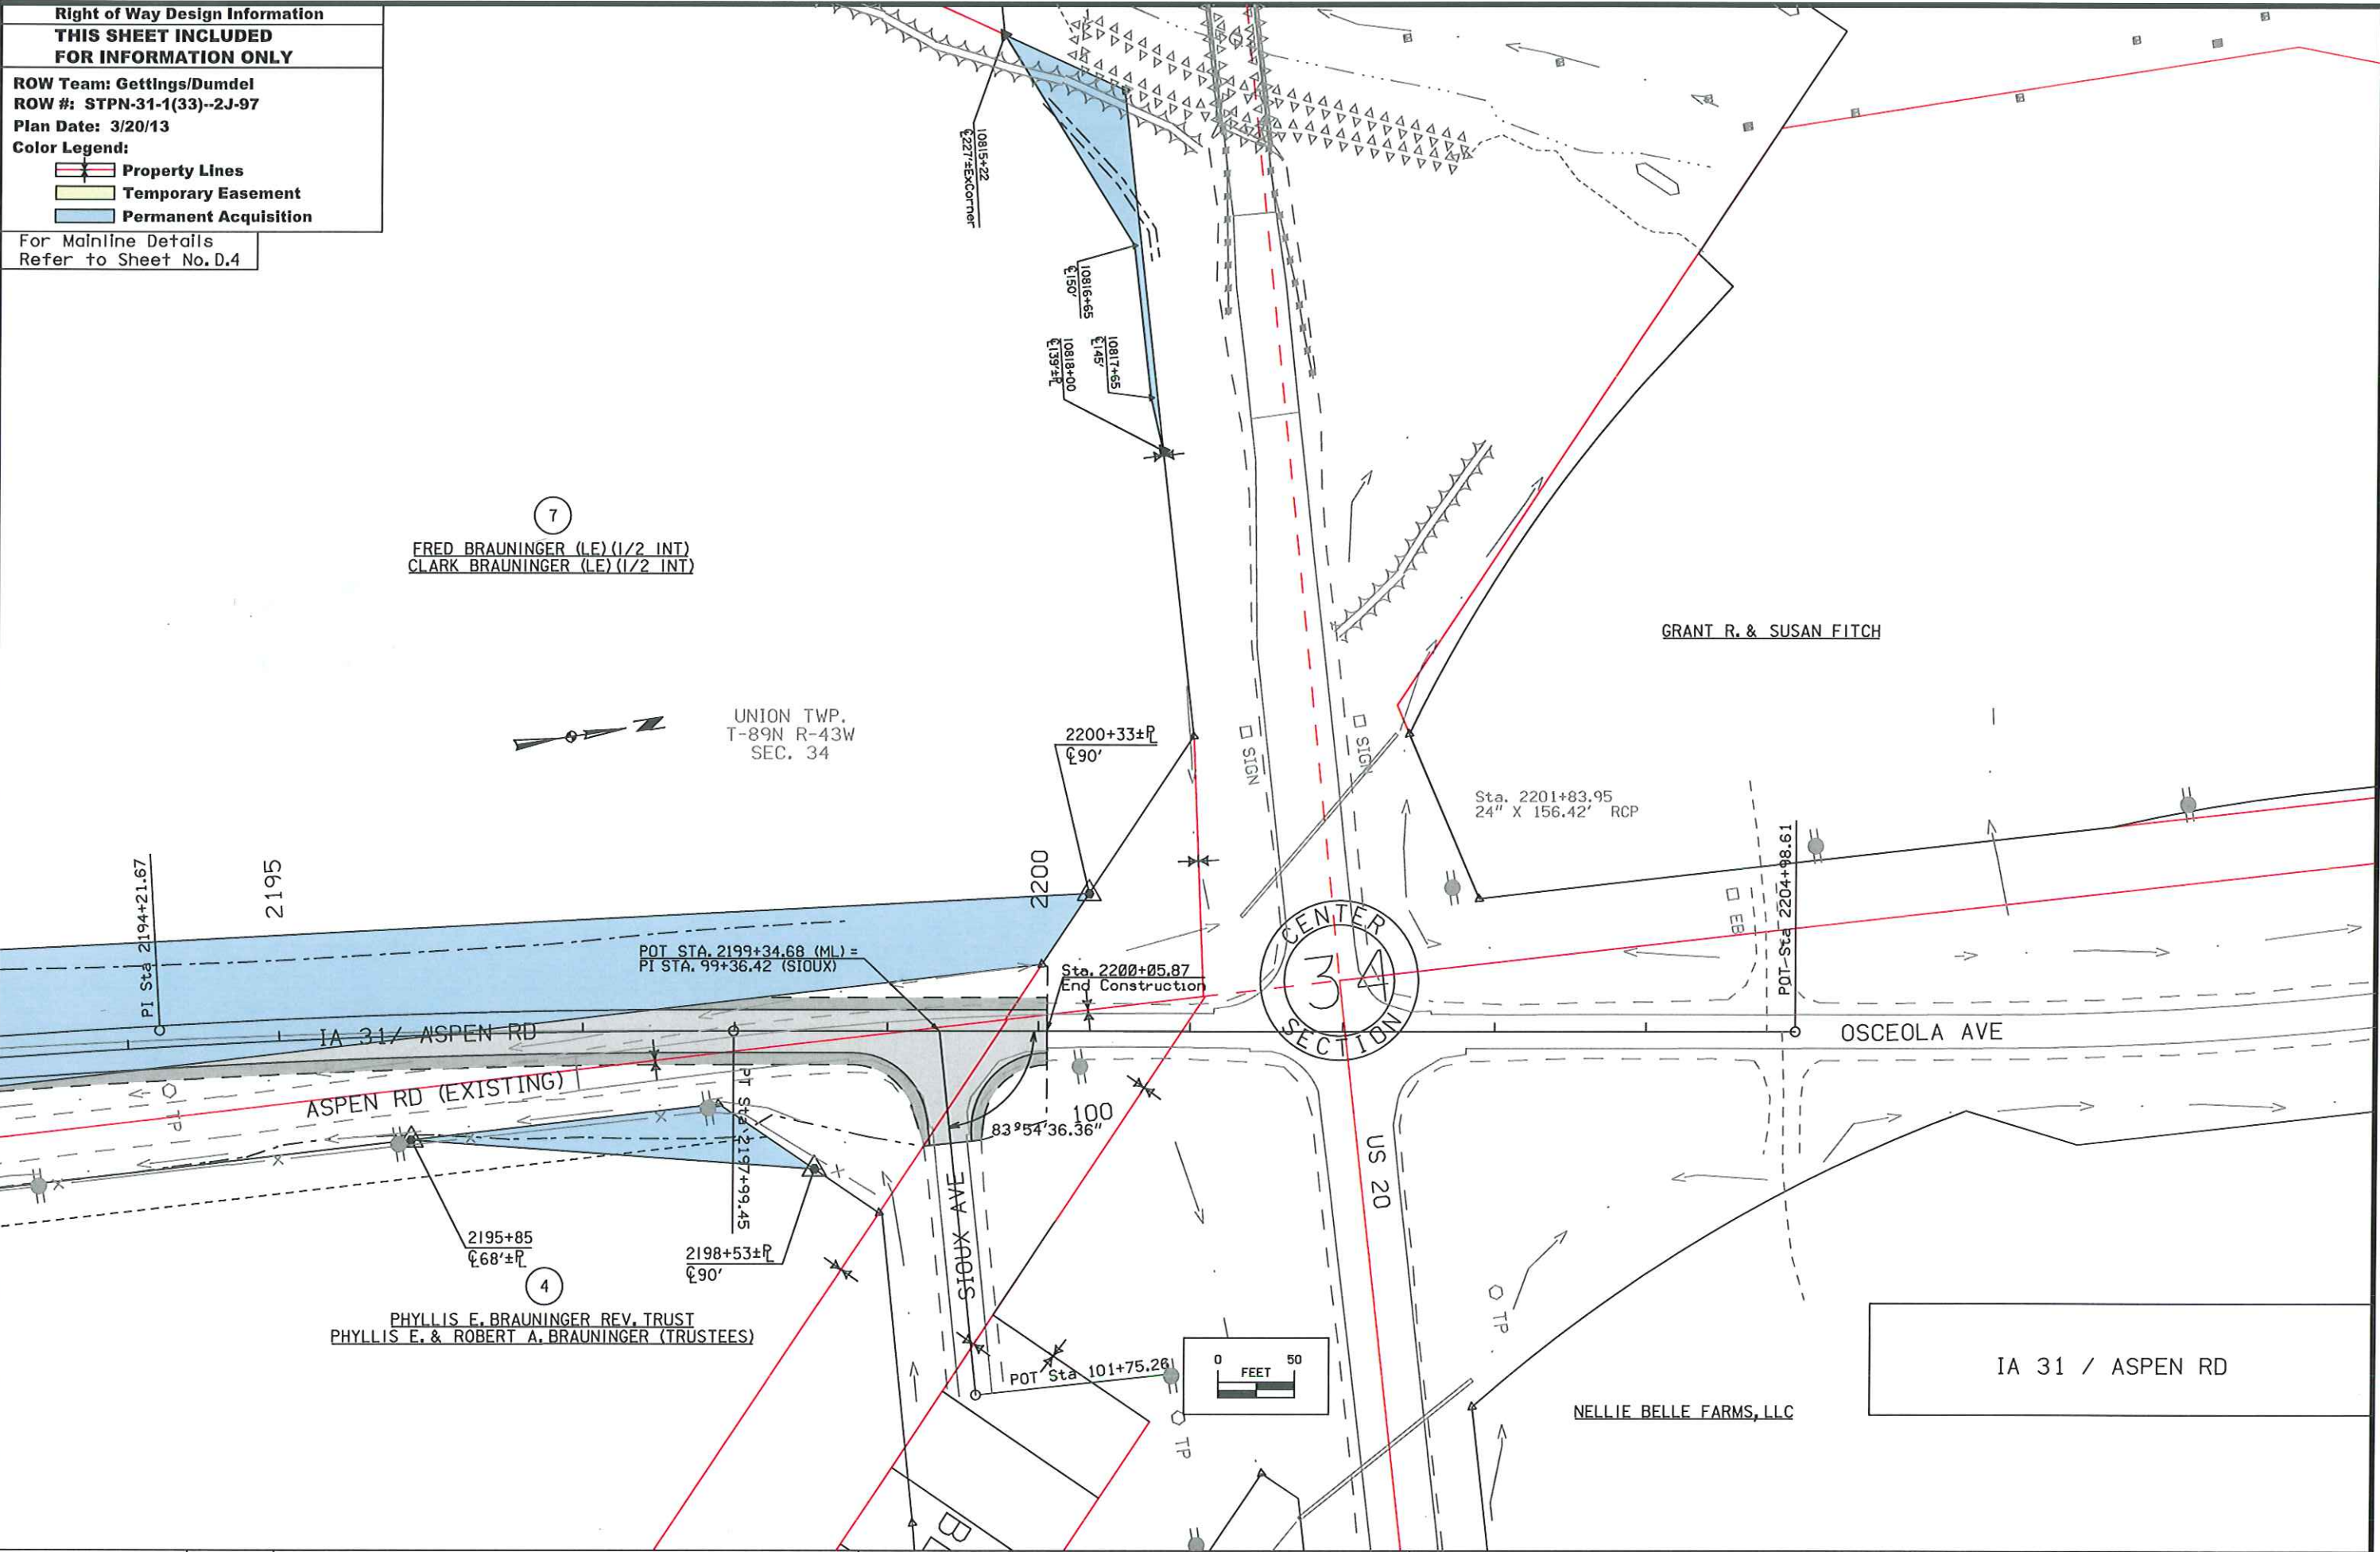 Right of Way Design Information
THIS SHEET INCLUDED
FOR INFORMATION ONLY
ROW Team: Gettings/Dumdel
ROW #: STPN-31-1(33)--2J-97
Plan Date: 3/20/13
Color Legend:
Property Lines
Temporary Easement
Permanent Acquisition
For Mainline Details
Refer to Sheet No. D.4
10815+22
℄227'±ExCorner
10816+65
℄150'
10817+65
℄145'
10818+00
℄139'±PL
7
FRED BRAUNINGER (LE)(1/2 INT)
CLARK BRAUNINGER (LE)(1/2 INT)
GRANT R. & SUSAN FITCH
UNION TWP.
T-89N R-43W
SEC. 34
2200+33±PL
℄90'
SIGN
SIGN
Sta. 2201+83.95
24" X 156.42' RCP
PI Sta 2194+21.67
2195
2200
POT STA. 2199+34.68 (ML) =
PI STA. 99+36.42 (SIOUX)
Sta. 2200+05.87
End Construction
CENTER
34
SECTION
EB
POT Sta 2204+98.61
IA 31/ ASPEN RD
OSCEOLA AVE
ASPEN RD (EXISTING)
TP
PI Sta 2197+99.45
100
83°54'36.36"
SIOUX AVE
US 20
2195+85
℄68'±PL
2198+53±PL
℄90'
4
PHYLLIS E. BRAUNINGER REV. TRUST
PHYLLIS E. & ROBERT A. BRAUNINGER (TRUSTEES)
POT Sta 101+75.26
TP
0 50
FEET
TP
IA 31 / ASPEN RD
NELLIE BELLE FARMS, LLC